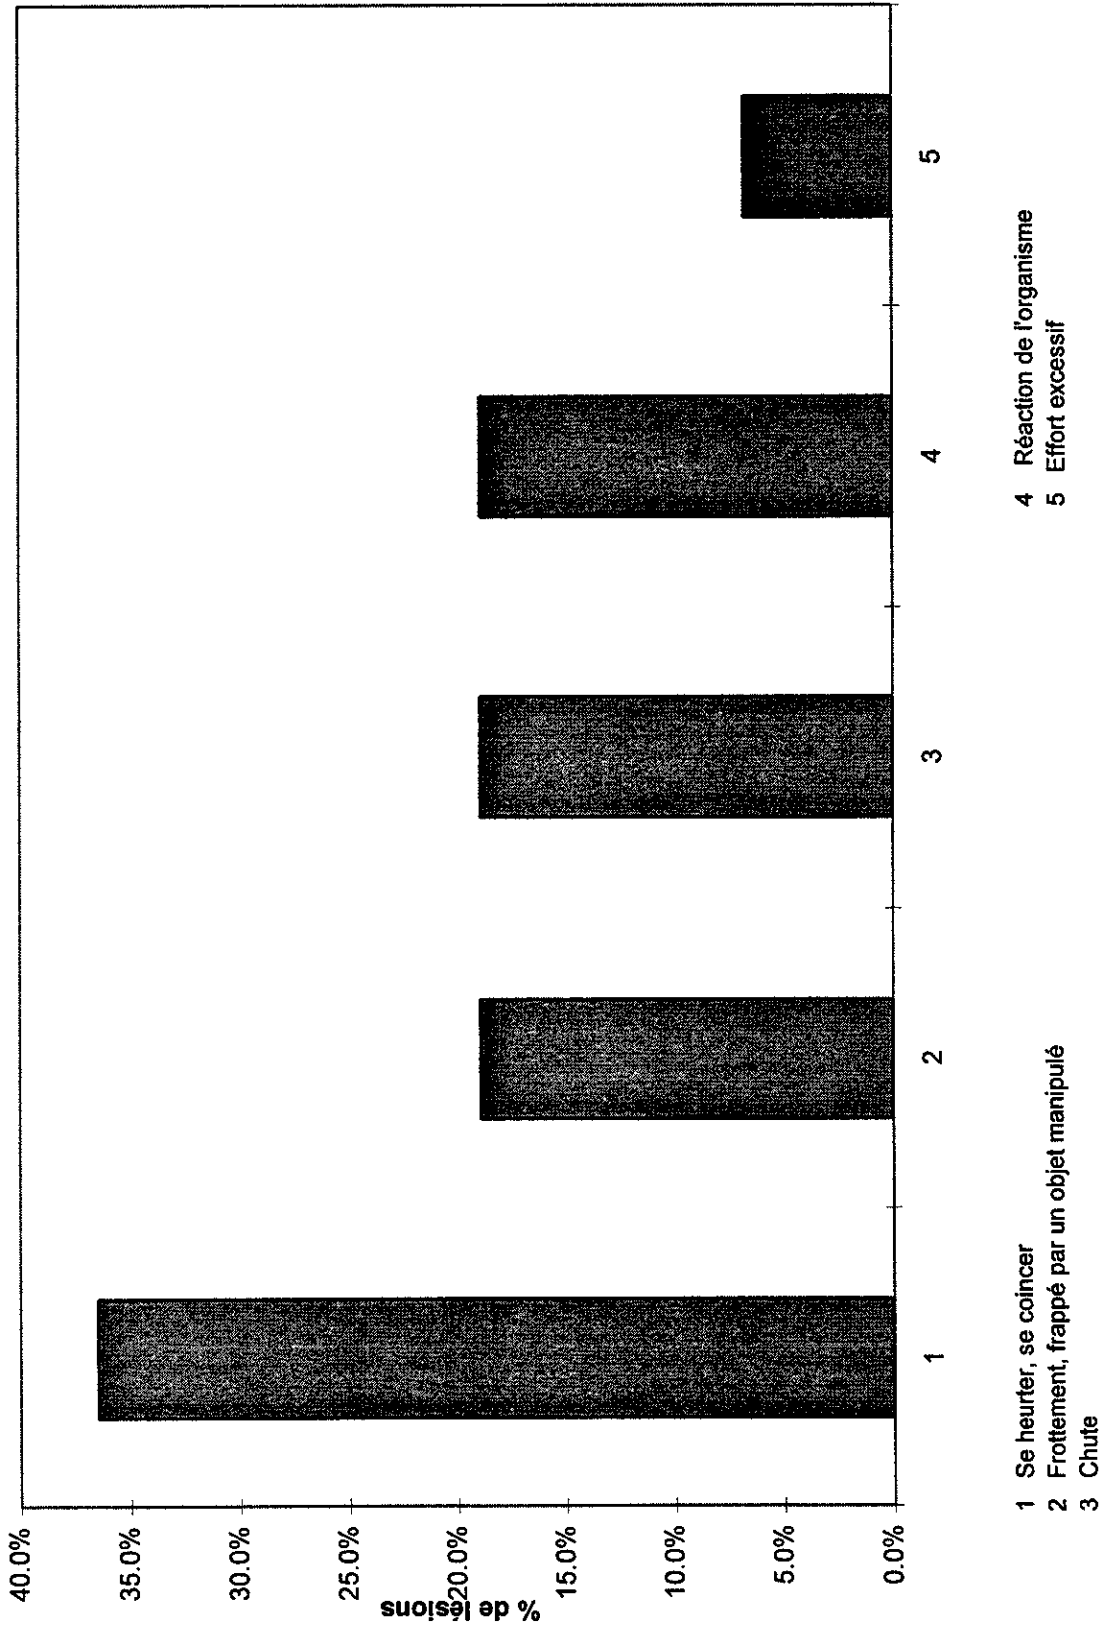 % de lésions
40.0%
35.0%
30.0%
25.0%
20.0%
15.0%
10.0%
5.0%
0.0%
1
2
3
4
5
1 Se heurter, se coincer
2 Frottement, frappé par un objet manipulé
3 Chute
4 Réaction de l'organisme
5 Effort excessif